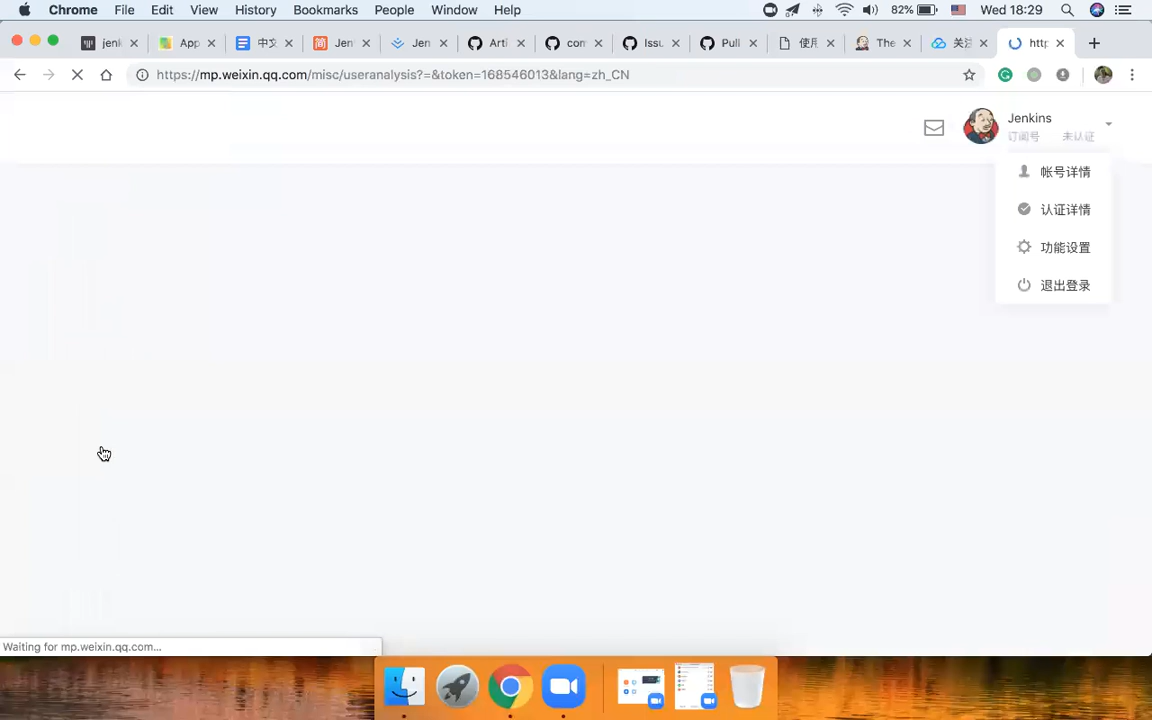 Chrome File Edit View History Bookmarks People Window Help 82% Wed 18:29
jenl App 中文 Jen Jen Arti com Issu Pull 使用 The 关注 http
https://mp.weixin.qq.com/misc/useranalysis?=&token=168546013&lang=zh_CN
Jenkins
订阅号 未认证
帐号详情
认证详情
功能设置
退出登录
Waiting for mp.weixin.qq.com...